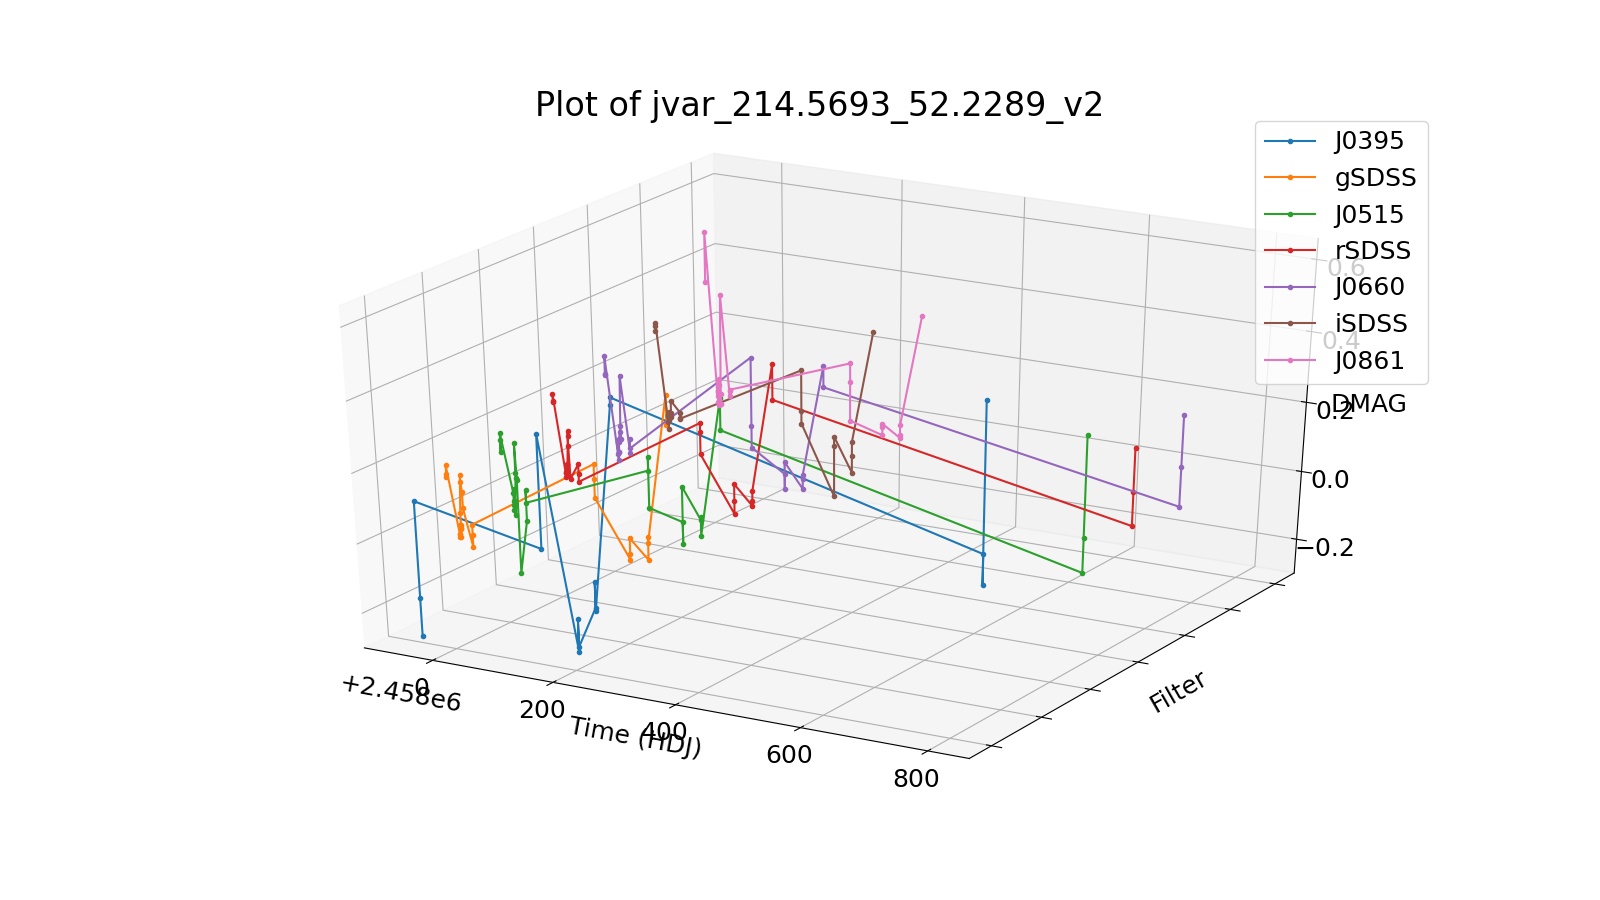 Plot of jvar_214.5693_52.2289_v2
J0395
gSDSS
J0515
rSDSS
J0660
iSDSS
J0861
0.6
0.4
0.2
DMAG
0.0
−0.2
Filter
+2.458e6
0
200
400
600
800
Time (HDJ)